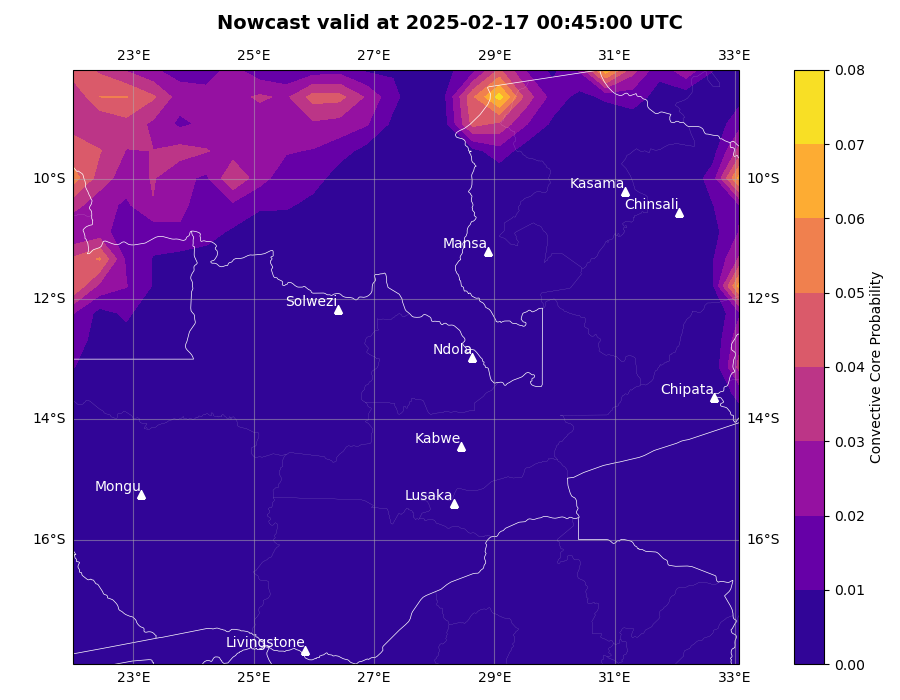 Nowcast valid at 2025-02-17 00:45:00 UTC
23°E 25°E 27°E 29°E 31°E 33°E
0.08
0.07
10°S Kasama 10°S
Chinsali
0.06
Mansa
0.05
12°S Solwezi 12°S
Convective Core Probability
0.04
Ndola
Chipata
0.03
14°S 14°S
Kabwe
Mongu Lusaka
0.02
16°S 16°S
0.01
Livingstone
0.00
23°E 25°E 27°E 29°E 31°E 33°E